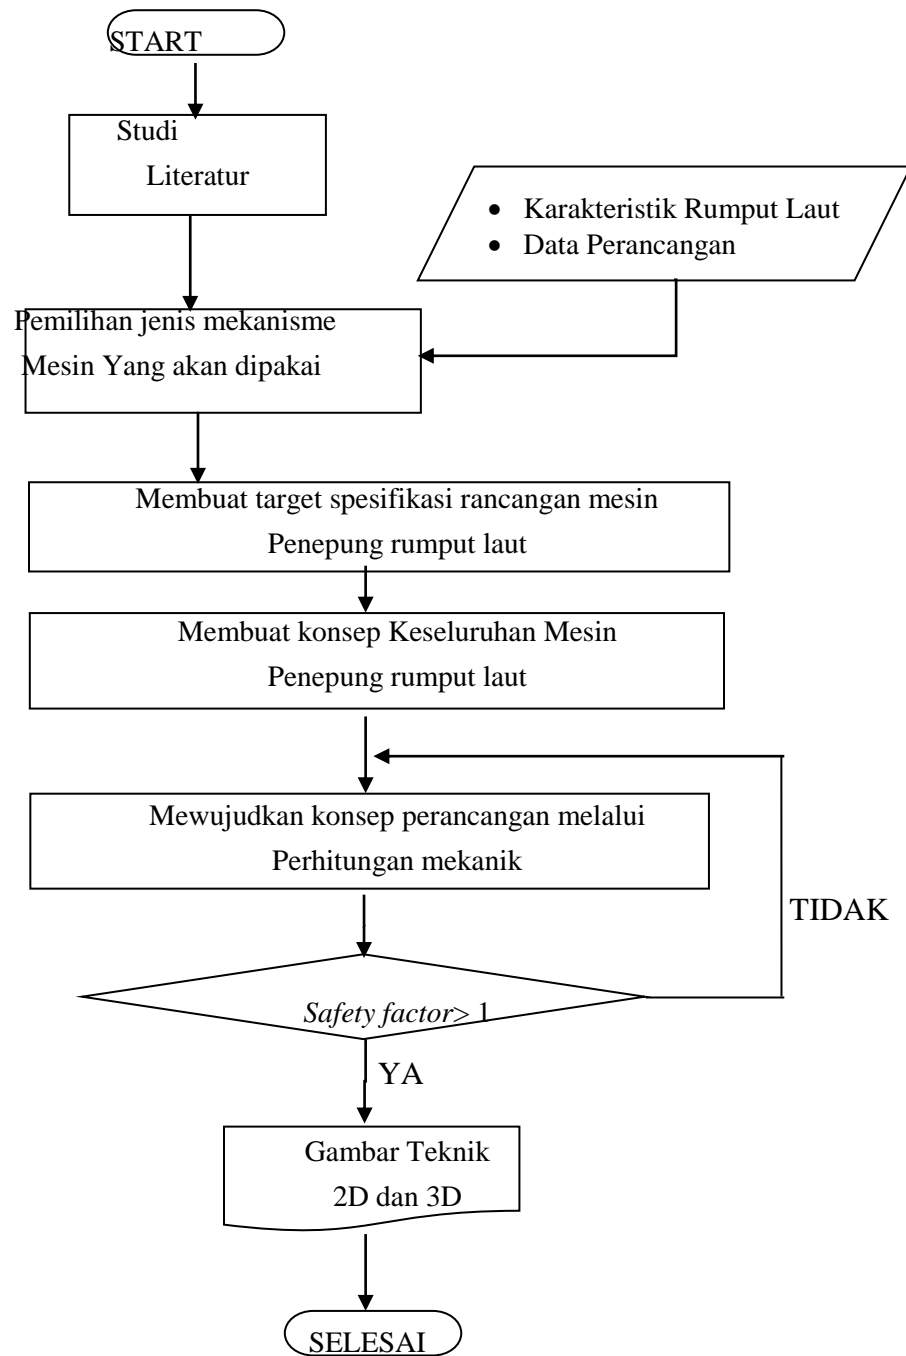 START
Studi
Literatur
• Karakteristik Rumput Laut
• Data Perancangan
Pemilihan jenis mekanisme
Mesin Yang akan dipakai
Membuat target spesifikasi rancangan mesin
Penepung rumput laut
Membuat konsep Keseluruhan Mesin
Penepung rumput laut
Mewujudkan konsep perancangan melalui
Perhitungan mekanik
TIDAK
Safety factor> 1
YA
Gambar Teknik
2D dan 3D
SELESAI